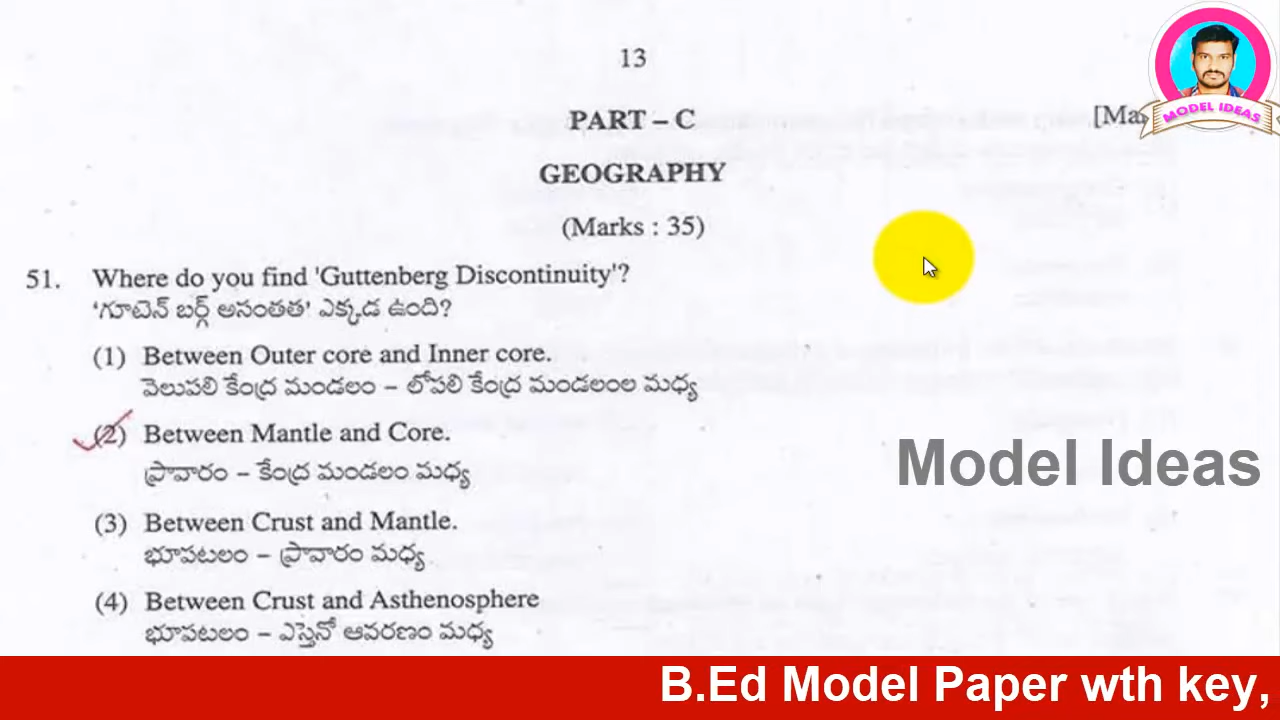 13
PART – C
[Ma
MODEL IDEAS
GEOGRAPHY
(Marks : 35)
51. Where do you find 'Guttenberg Discontinuity'?
'గూటెన్ బర్గ్ అసంతత' ఎక్కడ ఉంది?
(1) Between Outer core and Inner core.
వెలుపలి కేంద్ర మండలం – లోపలి కేంద్ర మండలంల మధ్య
(2) Between Mantle and Core.
ప్రావారం – కేంద్ర మండలం మధ్య
Model Ideas
(3) Between Crust and Mantle.
భూపటలం – ప్రావారం మధ్య
(4) Between Crust and Asthenosphere
భూపటలం – ఎస్తెనో ఆవరణం మధ్య
B.Ed Model Paper wth key,